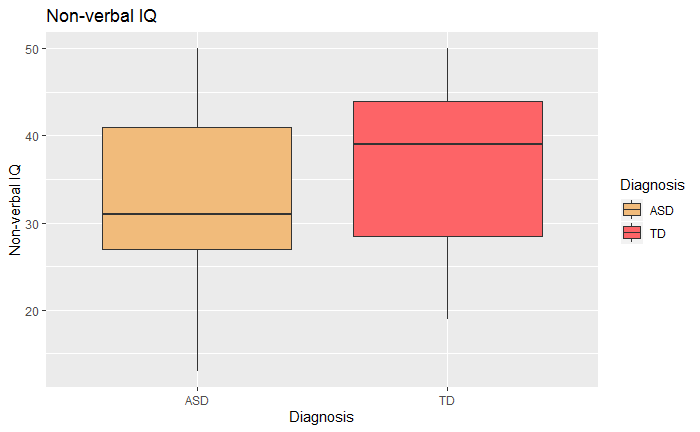 Non-verbal IQ
Non-verbal IQ
50
40
30
20
ASD
TD
Diagnosis
Diagnosis
ASD
TD